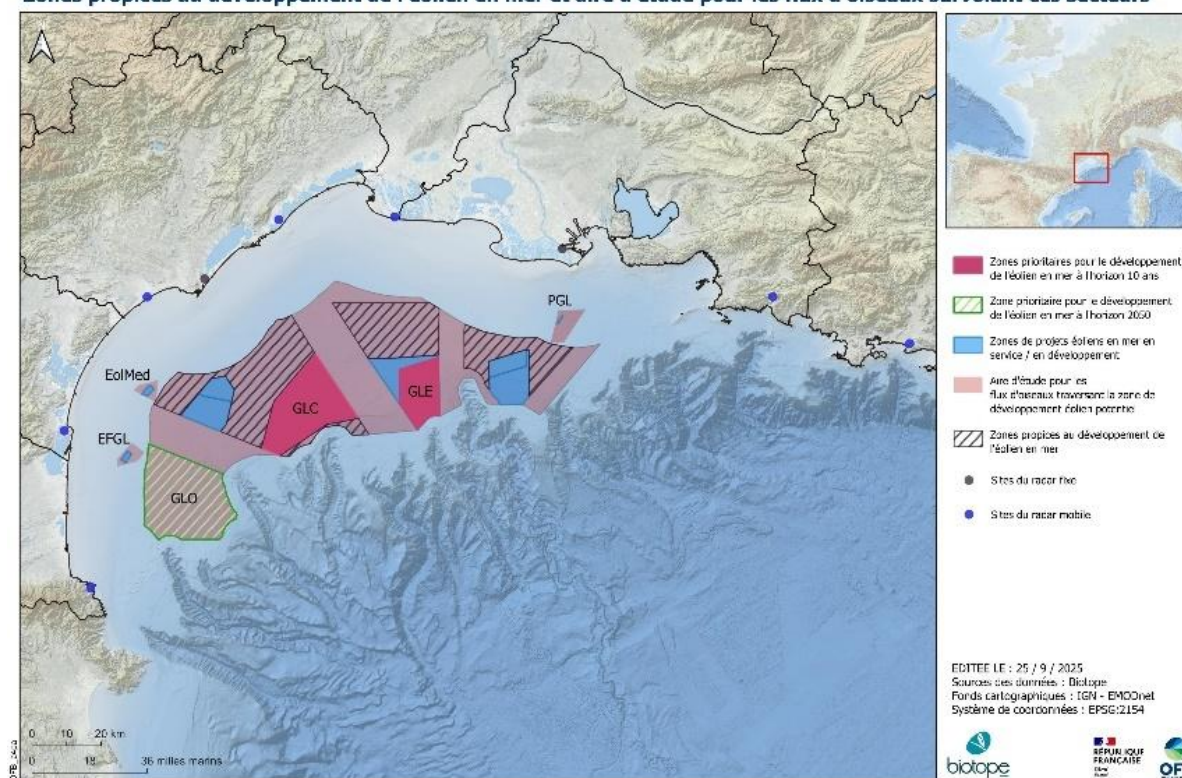 Zones propices au développement de l'éolien en mer et aire d'étude pour les flux d'oiseaux survolant ces secteurs
PGL
EolMed
GLC
GLE
EFGL
GLO
0 10 20 km
0 18 36 milles marins
Zones prioritaires pour le développement
de l'éolien en mer à l'horizon 10 ans
Zone prioritaire pour le développement
de l'éolien en mer à l'horizon 2050
Zones de projets éoliens en mer en
service / en développement
Aire d'étude pour les
flux d'oiseaux traversant la zone de
développement éolien potentiel
Zones propices au développement de
l'éolien en mer
Sites du radar fixe
Sites du radar mobile
EDITEE LE : 25 / 9 / 2025
Sources des données : Biotope
Fonds cartographiques : IGN - EMODnet
Système de coordonnées : EPSG:2154
biotope
RÉPUBLIQUE
FRANÇAISE